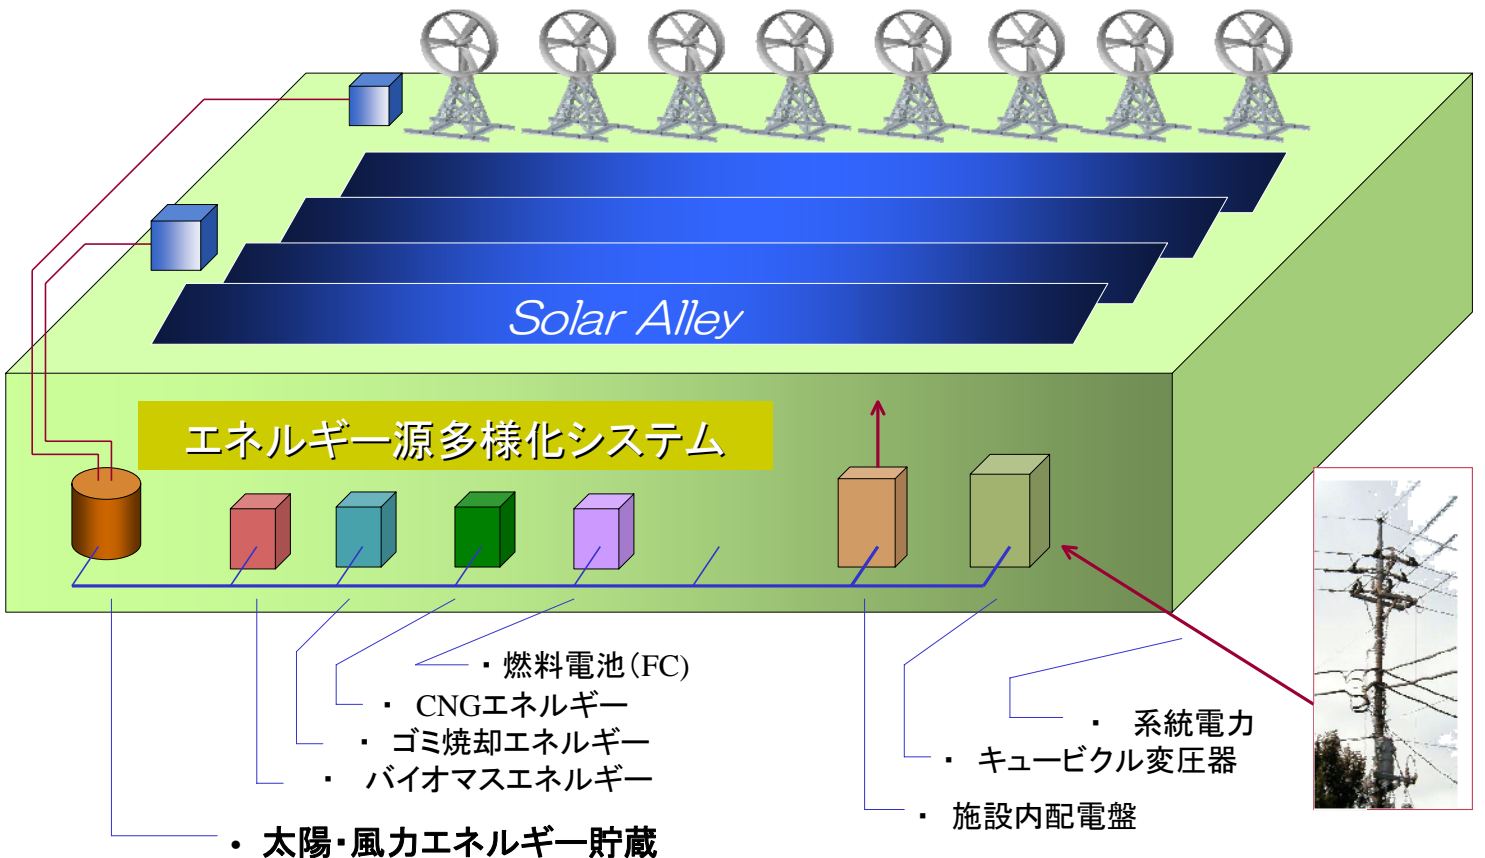 Solar Alley
エネルギー源多様化システム
・燃料電池(FC)
・ CNGエネルギー
・ ゴミ焼却エネルギー
・ バイオマスエネルギー
・ 太陽・風力エネルギー貯蔵
・ 系統電力
・ キュービクル変圧器
・ 施設内配電盤